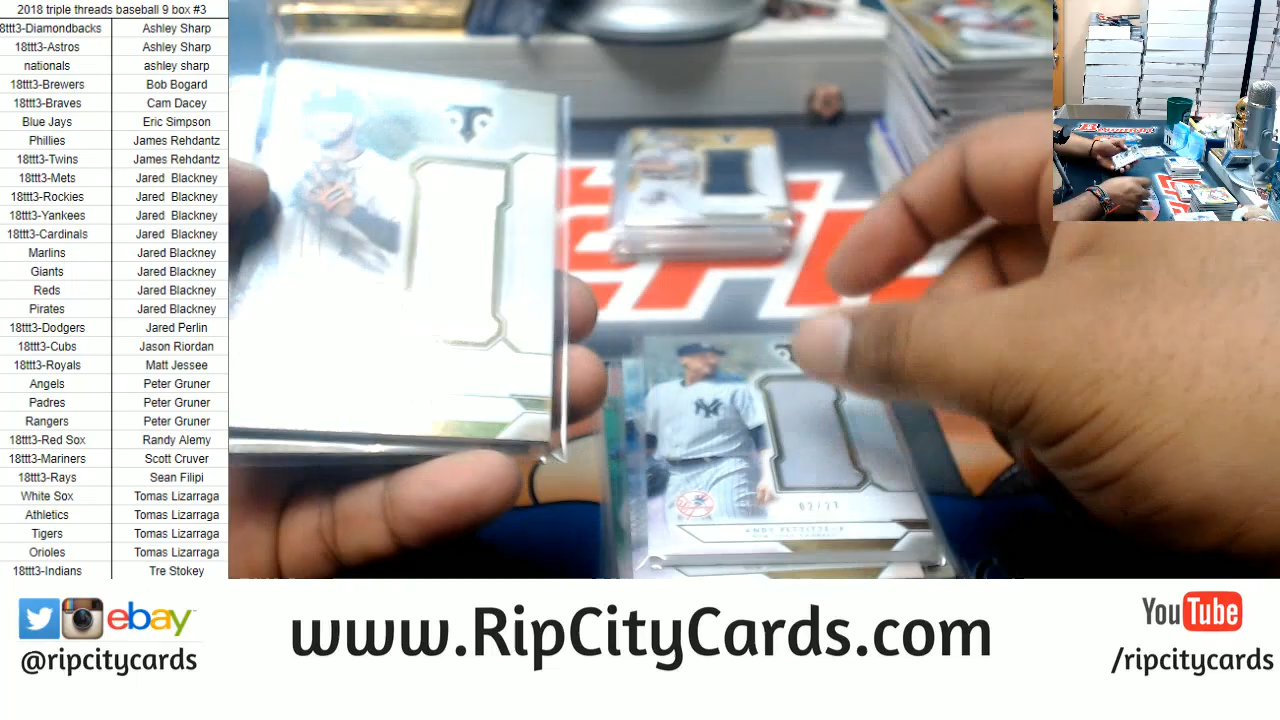 2018 triple threads baseball 9 box #3
8ttt3-Diamondbacks Ashley Sharp
18ttt3-Astros Ashley Sharp
nationals ashley sharp
18ttt3-Brewers Bob Bogard
18ttt3-Braves Cam Dacey
Blue Jays Eric Simpson
Phillies James Rehdantz
18ttt3-Twins James Rehdantz
18ttt3-Mets Jared Blackney
18ttt3-Rockies Jared Blackney
18ttt3-Yankees Jared Blackney
18ttt3-Cardinals Jared Blackney
Marlins Jared Blackney
Giants Jared Blackney
Reds Jared Blackney
Pirates Jared Blackney
18ttt3-Dodgers Jared Perlin
18ttt3-Cubs Jason Riordan
18ttt3-Royals Matt Jessee
Angels Peter Gruner
Padres Peter Gruner
Rangers Peter Gruner
18ttt3-Red Sox Randy Alemy
18ttt3-Mariners Scott Cruver
18ttt3-Rays Sean Filipi
White Sox Tomas Lizarraga
Athletics Tomas Lizarraga
Tigers Tomas Lizarraga
Orioles Tomas Lizarraga
18ttt3-Indians Tre Stokey
02/27
ANDY PETTITTE
ebay
@ripcitycards
www.RipCityCards.com
YouTube
/ripcitycards